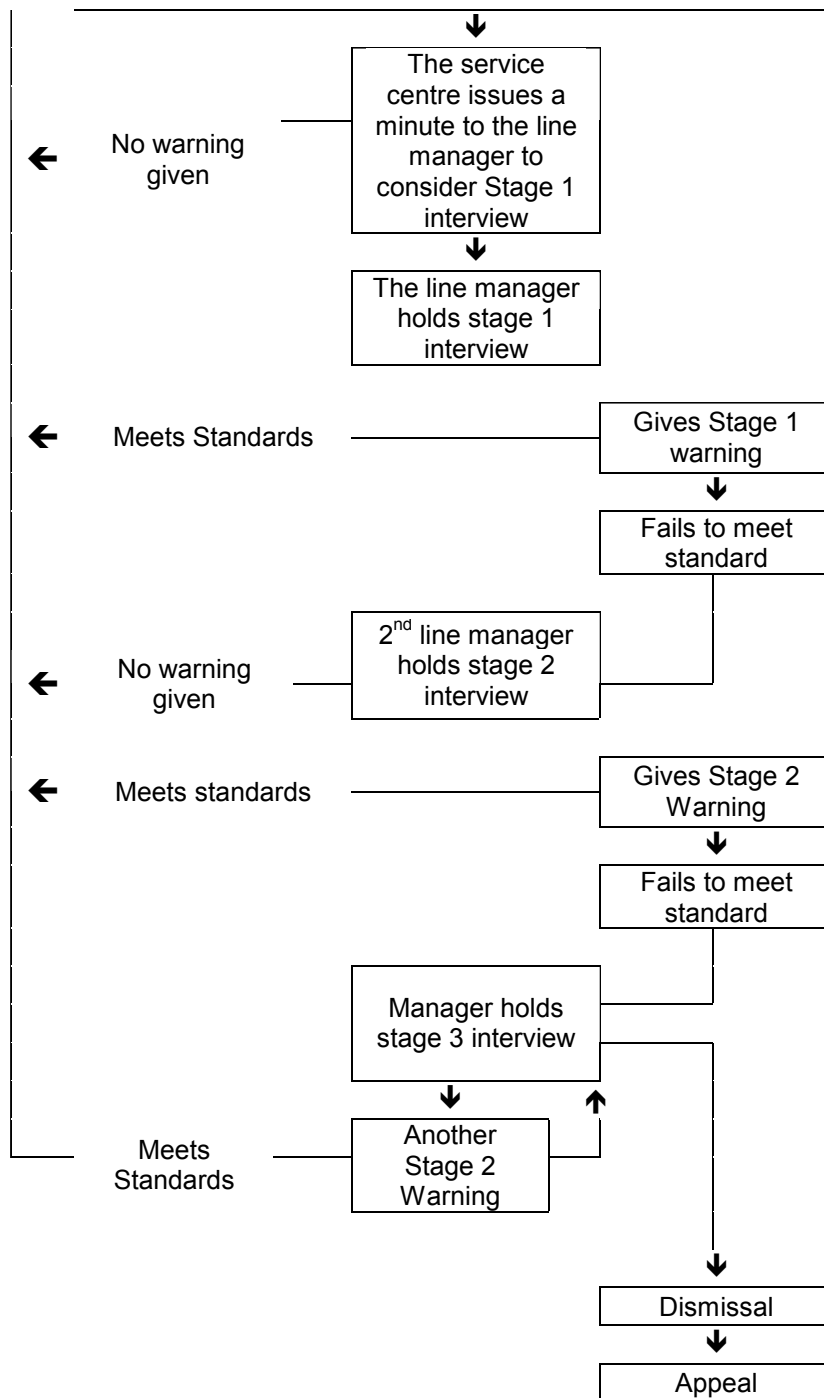 The service
centre issues a
minute to the line
manager to
consider Stage 1
interview
No warning
given
The line manager
holds stage 1
interview
Meets Standards
Gives Stage 1
warning
Fails to meet
standard
2nd line manager
holds stage 2
interview
No warning
given
Meets standards
Gives Stage 2
Warning
Fails to meet
standard
Manager holds
stage 3 interview
Meets
Standards
Another
Stage 2
Warning
Dismissal
Appeal